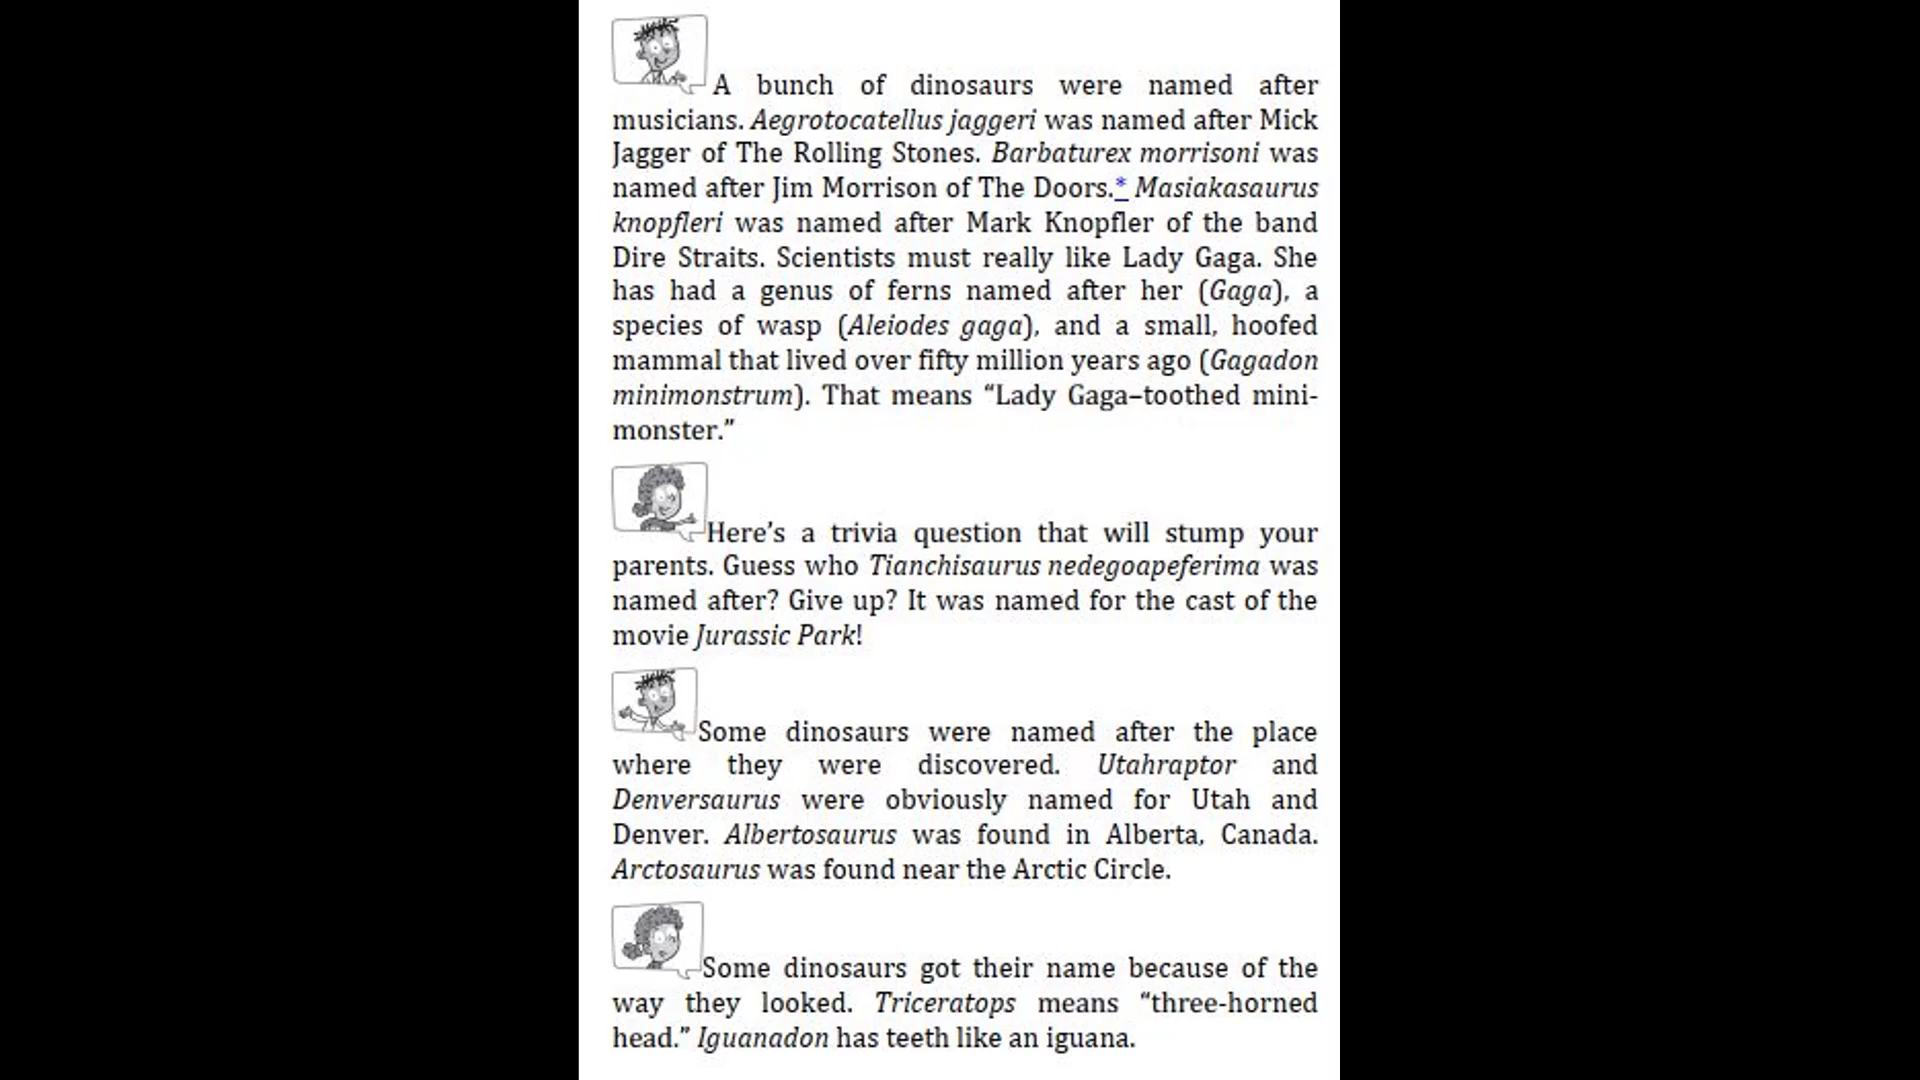 A bunch of dinosaurs were named after
musicians. Aegrotocatellus jaggeri was named after Mick
Jagger of The Rolling Stones. Barbaturex morrisoni was
named after Jim Morrison of The Doors.* Masiakasaurus
knopfleri was named after Mark Knopfler of the band
Dire Straits. Scientists must really like Lady Gaga. She
has had a genus of ferns named after her (Gaga), a
species of wasp (Aleiodes gaga), and a small, hoofed
mammal that lived over fifty million years ago (Gagadon
minimonstrum). That means “Lady Gaga–toothed mini-
monster.”
Here’s a trivia question that will stump your
parents. Guess who Tianchisaurus nedegoapeferima was
named after? Give up? It was named for the cast of the
movie Jurassic Park!
Some dinosaurs were named after the place
where they were discovered. Utahraptor and
Denversaurus were obviously named for Utah and
Denver. Albertosaurus was found in Alberta, Canada.
Arctosaurus was found near the Arctic Circle.
Some dinosaurs got their name because of the
way they looked. Triceratops means “three-horned
head.” Iguanadon has teeth like an iguana.